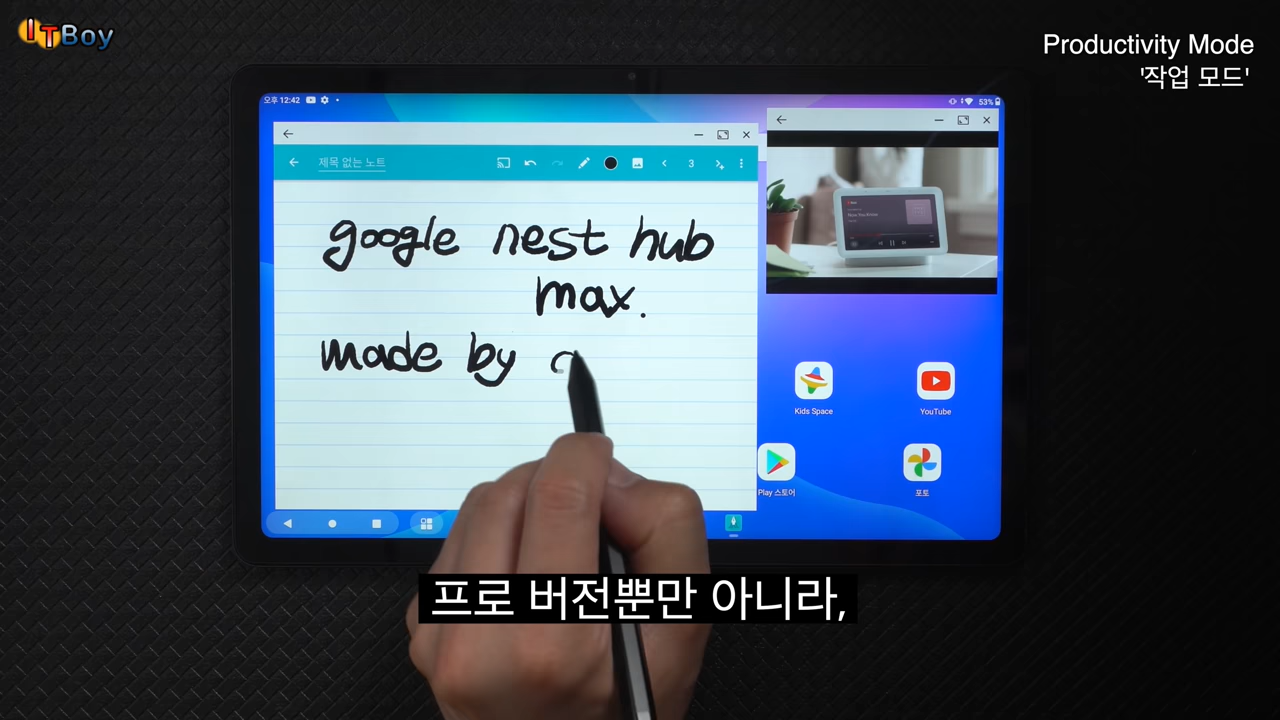 ITBoy
Productivity Mode
'작업 모드'
오후 12:42
53%
제목 없는 노트
3
google nest hub
max.
made by
Kids Space
YouTube
Play 스토어
포토
프로 버전뿐만 아니라,